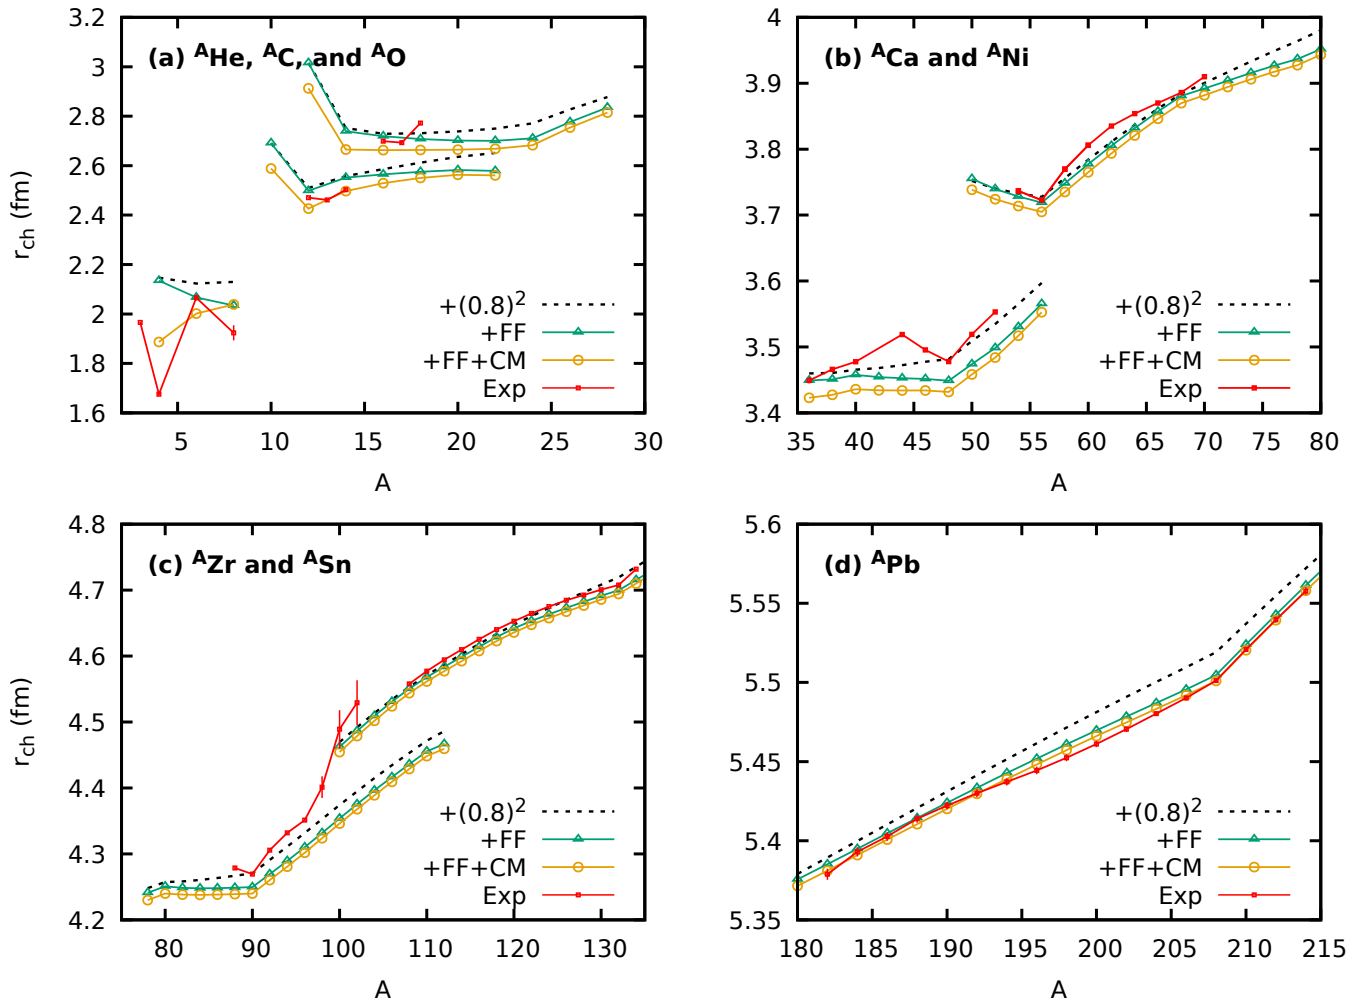 (a) ᴬHe, ᴬC, and ᴬO
r_ch (fm)
3.2
3
2.8
2.6
2.4
2.2
2
1.8
1.6
+(0.8)²
+FF
+FF+CM
Exp
5 10 15 20 25 30
A
(b) ᴬCa and ᴬNi
4
3.9
3.8
3.7
3.6
3.5
3.4
+(0.8)²
+FF
+FF+CM
Exp
35 40 45 50 55 60 65 70 75 80
A
(c) ᴬZr and ᴬSn
r_ch (fm)
4.8
4.7
4.6
4.5
4.4
4.3
4.2
+(0.8)²
+FF
+FF+CM
Exp
80 90 100 110 120 130
A
(d) ᴬPb
5.6
5.55
5.5
5.45
5.4
5.35
+(0.8)²
+FF
+FF+CM
Exp
180 185 190 195 200 205 210 215
A